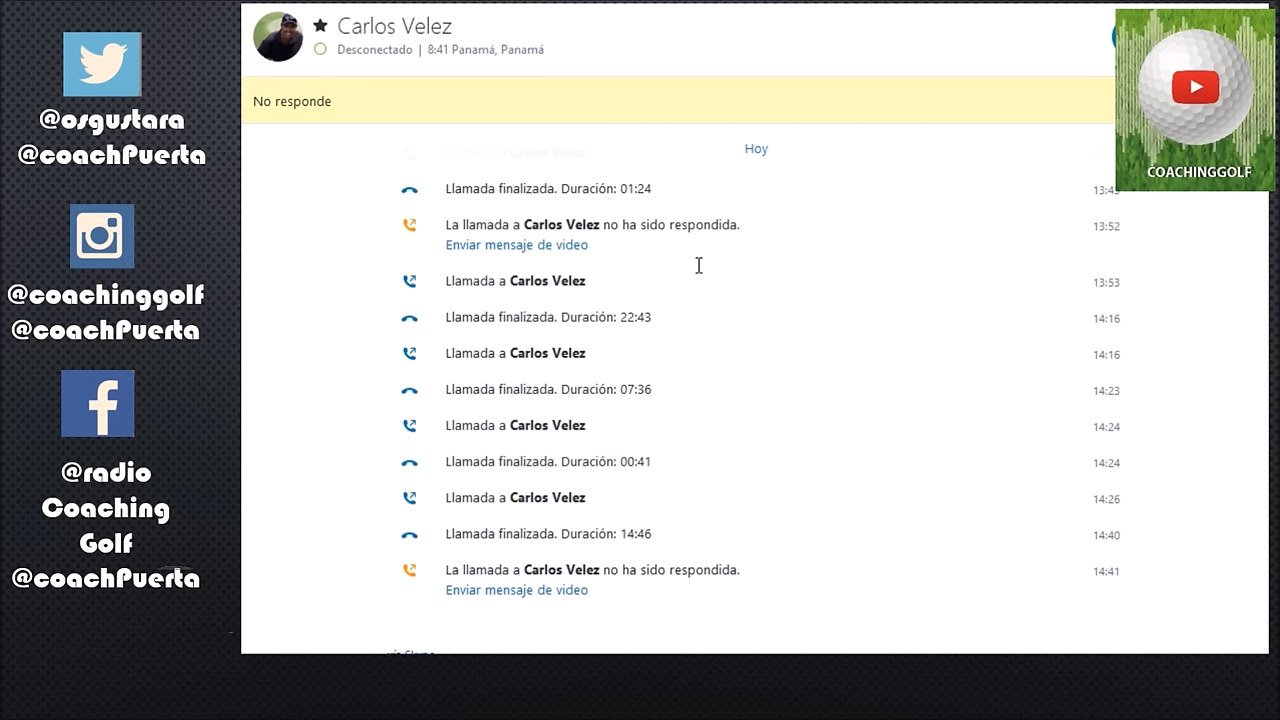 @osgustara
@coachPuerta
@coachinggolf
@coachPuerta
@radio
Coaching
Golf
@coachPuerta
Carlos Velez
Desconectado | 8:41 Panamá, Panamá
No responde
Llamada a Carlos Velez
Hoy
Llamada finalizada. Duración: 01:24
La llamada a Carlos Velez no ha sido respondida. 13:52
Enviar mensaje de video
Llamada a Carlos Velez 13:53
Llamada finalizada. Duración: 22:43 14:16
Llamada a Carlos Velez 14:16
Llamada finalizada. Duración: 07:36 14:23
Llamada a Carlos Velez 14:24
Llamada finalizada. Duración: 00:41 14:24
Llamada a Carlos Velez 14:26
Llamada finalizada. Duración: 14:46 14:40
La llamada a Carlos Velez no ha sido respondida. 14:41
Enviar mensaje de video
COACHINGGOLF